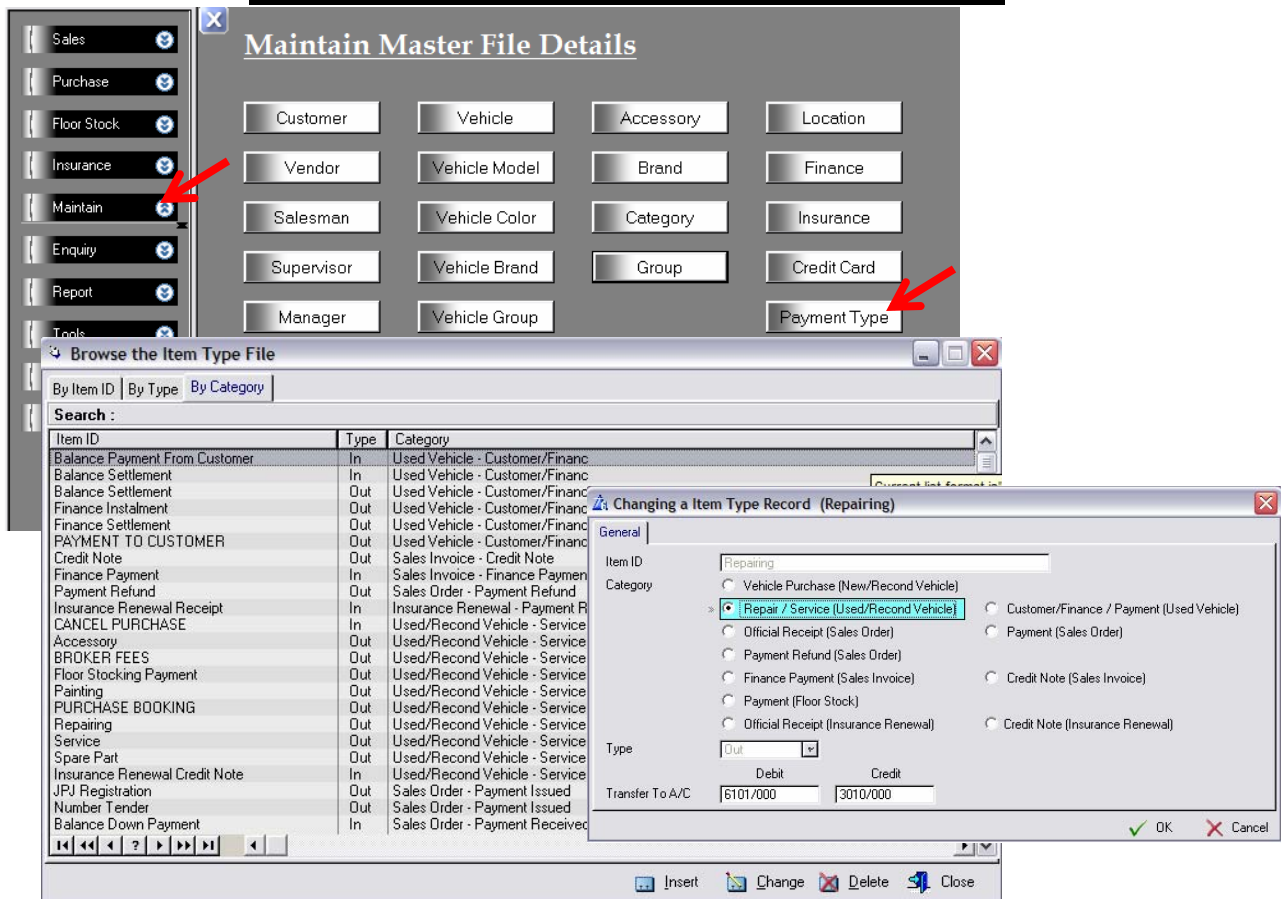 Sales
Purchase
Floor Stock
Insurance
Maintain
Enquiry
Report
Tools
X
Maintain Master File Details
Customer Vehicle Accessory Location
Vendor Vehicle Model Brand Finance
Salesman Vehicle Color Category Insurance
Supervisor Vehicle Brand Group Credit Card
Manager Vehicle Group Payment Type
Browse the Item Type File
By Item ID By Type By Category
Search :
Item ID Type Category
Balance Payment From Customer In Used Vehicle - Customer/Financ
Balance Settlement In Used Vehicle - Customer/Financ
Balance Settlement Out Used Vehicle - Customer/Financ
Finance Instalment Out Used Vehicle - Customer/Financ
Finance Settlement Out Used Vehicle - Customer/Financ
PAYMENT TO CUSTOMER Out Used Vehicle - Customer/Financ
Credit Note Out Sales Invoice - Credit Note
Finance Payment In Sales Invoice - Finance Paymen
Payment Refund Out Sales Order - Payment Refund
Insurance Renewal Receipt In Insurance Renewal - Payment R
CANCEL PURCHASE In Used/Recond Vehicle - Service
Accessory Out Used/Recond Vehicle - Service
BROKER FEES Out Used/Recond Vehicle - Service
Floor Stocking Payment Out Used/Recond Vehicle - Service
Painting Out Used/Recond Vehicle - Service
PURCHASE BOOKING Out Used/Recond Vehicle - Service
Repairing Out Used/Recond Vehicle - Service
Service Out Used/Recond Vehicle - Service
Spare Part Out Used/Recond Vehicle - Service
Insurance Renewal Credit Note In Used/Recond Vehicle - Service
JPJ Registration Out Sales Order - Payment Issued
Number Tender Out Sales Order - Payment Issued
Balance Down Payment In Sales Order - Payment Received
?
Insert Change Delete Close
Changing a Item Type Record (Repairing)
General
Item ID Repairing
Category Vehicle Purchase (New/Recond Vehicle)
» Repair / Service (Used/Recond Vehicle) Customer/Finance / Payment (Used Vehicle)
Official Receipt (Sales Order) Payment (Sales Order)
Payment Refund (Sales Order)
Finance Payment (Sales Invoice) Credit Note (Sales Invoice)
Payment (Floor Stock)
Official Receipt (Insurance Renewal) Credit Note (Insurance Renewal)
Type Out
Debit Credit
Transfer To A/C 6101/000 3010/000
OK Cancel